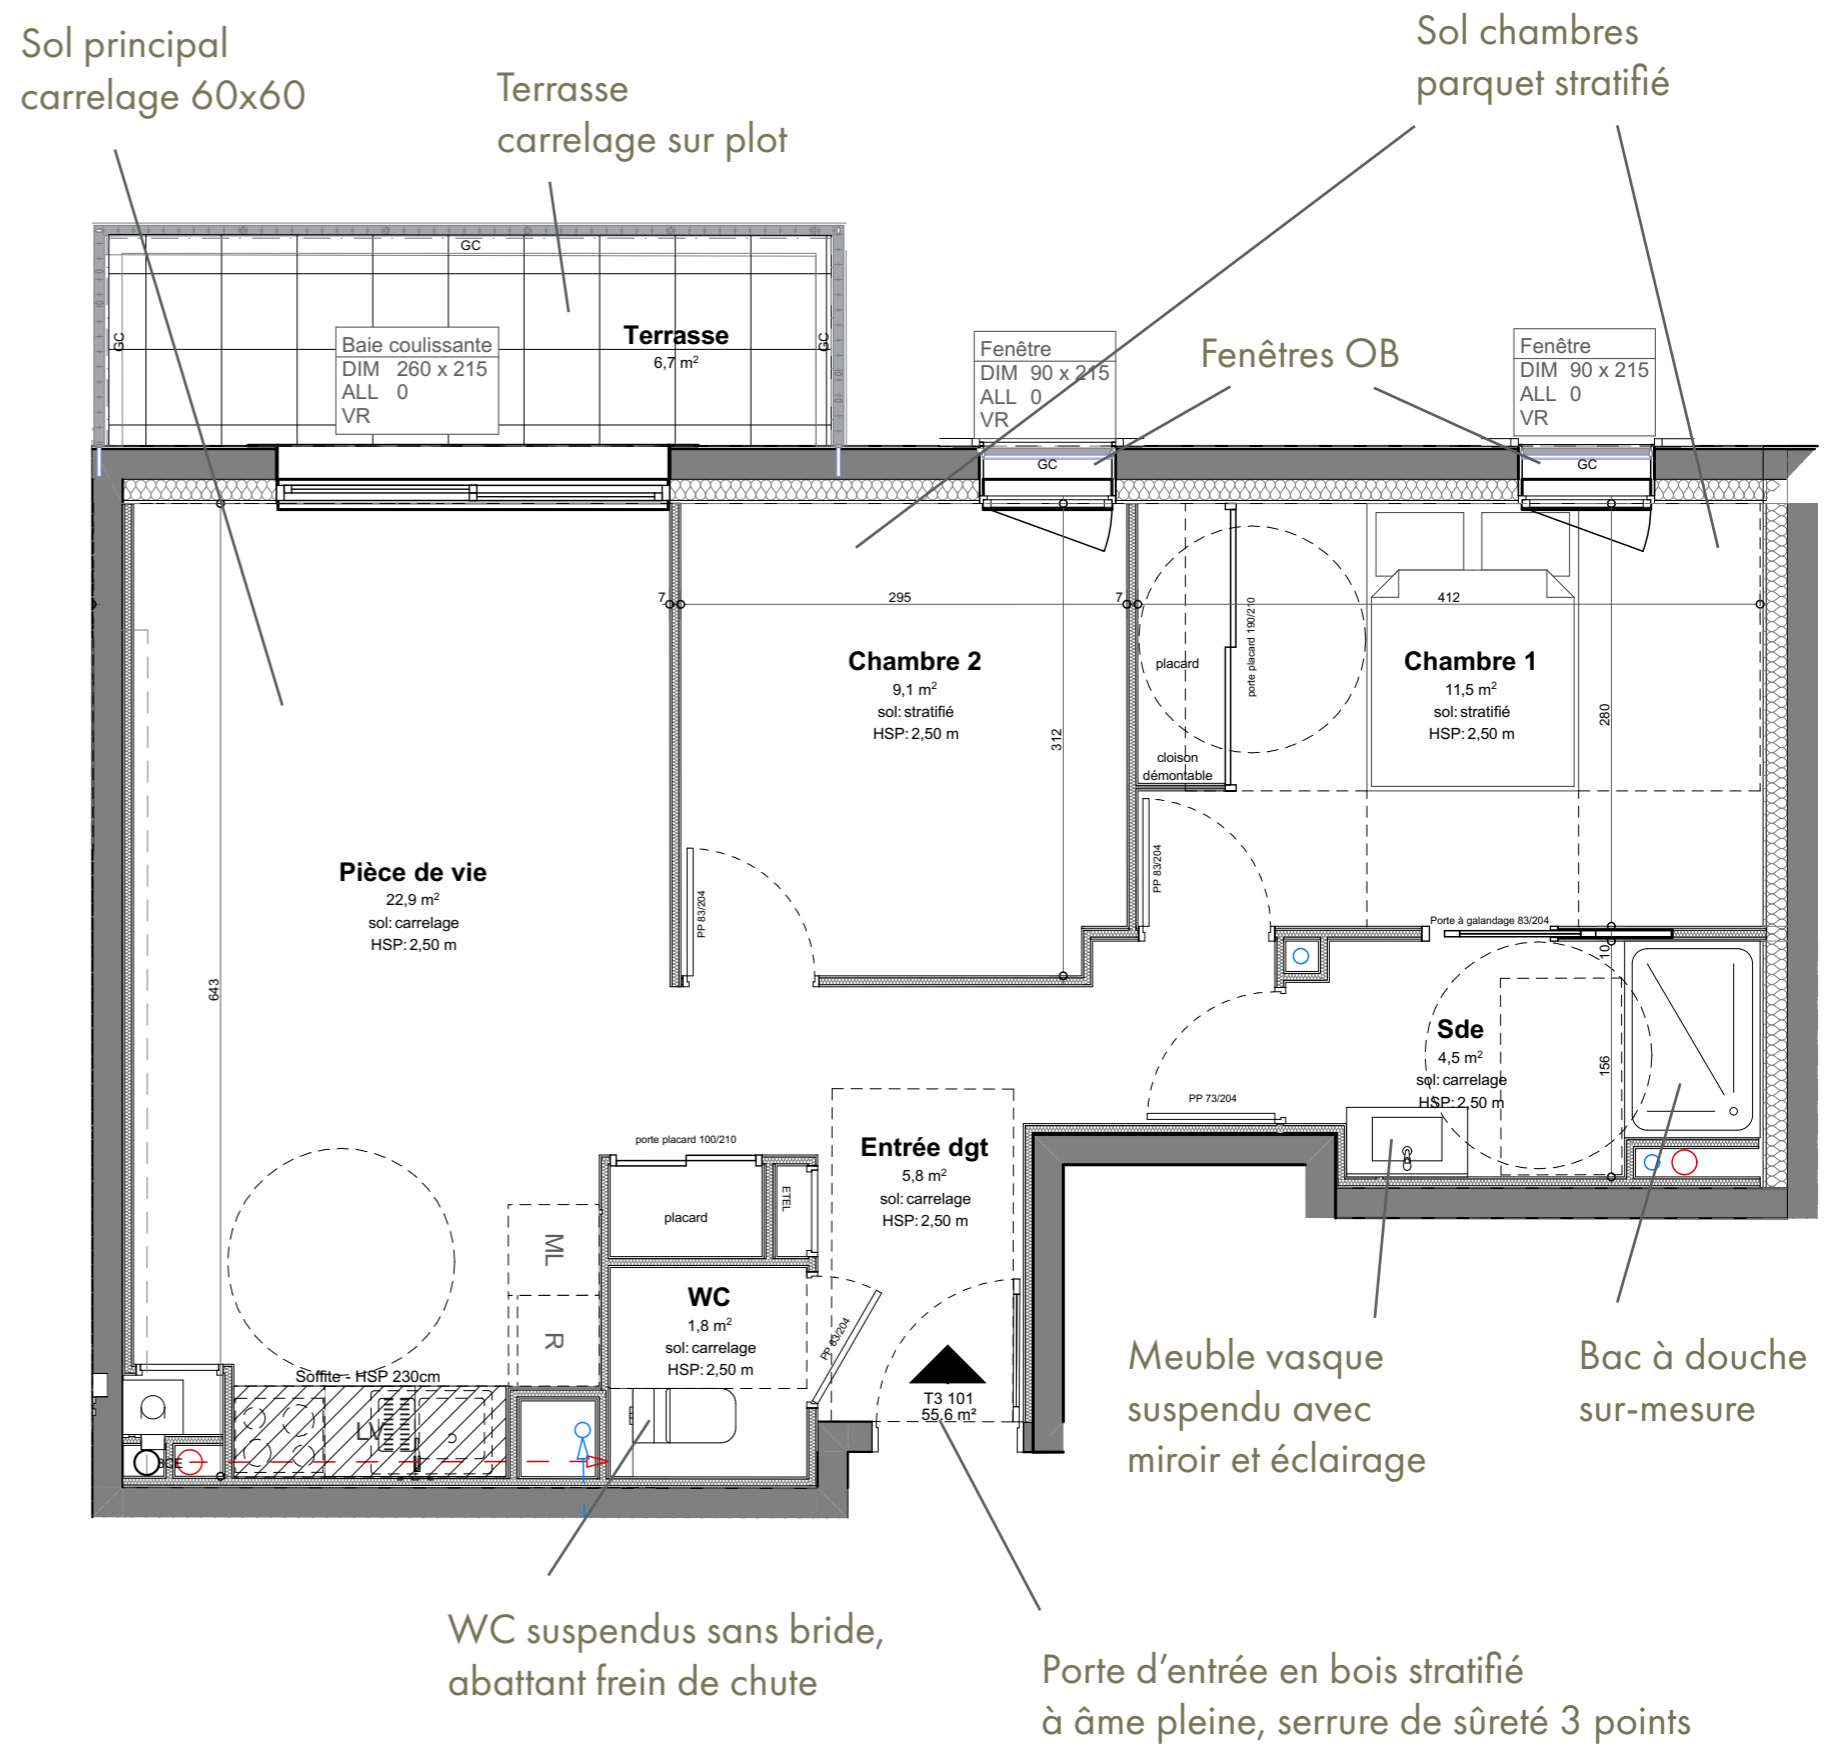 Sol principal
carrelage 60x60
Terrasse
carrelage sur plot
Sol chambres
parquet stratifié
GC
GC
GC
Terrasse
6,7 m²
Baie coulissante
DIM 260 x 215
ALL 0
VR
Fenêtre
DIM 90 x 215
ALL 0
VR
Fenêtres OB
Fenêtre
DIM 90 x 215
ALL 0
VR
GC
GC
7
295
7
412
Chambre 2
9,1 m²
sol: stratifié
HSP: 2,50 m
312
placard
porte placard 190/210
cloison
démontable
Chambre 1
11,5 m²
sol: stratifié
HSP: 2,50 m
280
Pièce de vie
22,9 m²
sol: carrelage
HSP: 2,50 m
643
PP 83/204
PP 83/204
Porte à galandage 83/204
10
Sde
4,5 m²
sol: carrelage
HSP: 2,50 m
156
PP 73/204
porte placard 100/210
placard
ETEL
Entrée dgt
5,8 m²
sol: carrelage
HSP: 2,50 m
ML
R
WC
1,8 m²
sol: carrelage
HSP: 2,50 m
PP 83/204
T3 101
55,6 m²
Soffite - HSP 230cm
LV
Meuble vasque
suspendu avec
miroir et éclairage
Bac à douche
sur-mesure
WC suspendus sans bride,
abattant frein de chute
Porte d'entrée en bois stratifié
à âme pleine, serrure de sûreté 3 points